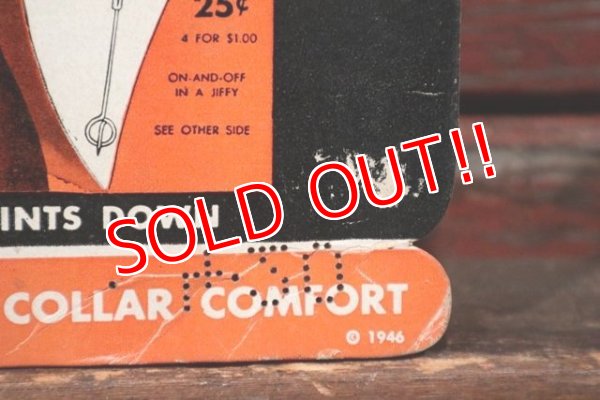 25¢
4 FOR $1.00
ON-AND-OFF
IN A JIFFY
SEE OTHER SIDE
SOLD OUT!!
DOWN
COLLAR COMFORT
© 1946